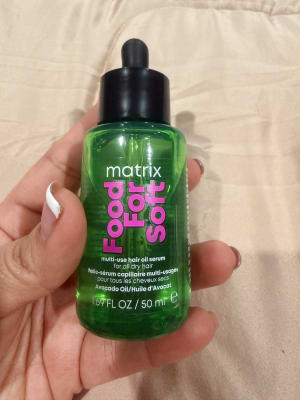 matrix
Food
For
Soft
multi-use hair oil serum
for all dry hair
Huile-sérum capillaire multi-usages
pour tous les cheveux secs
Avocado Oil/Huile d'Avocat
1.67 FL OZ / 50 ml ℮